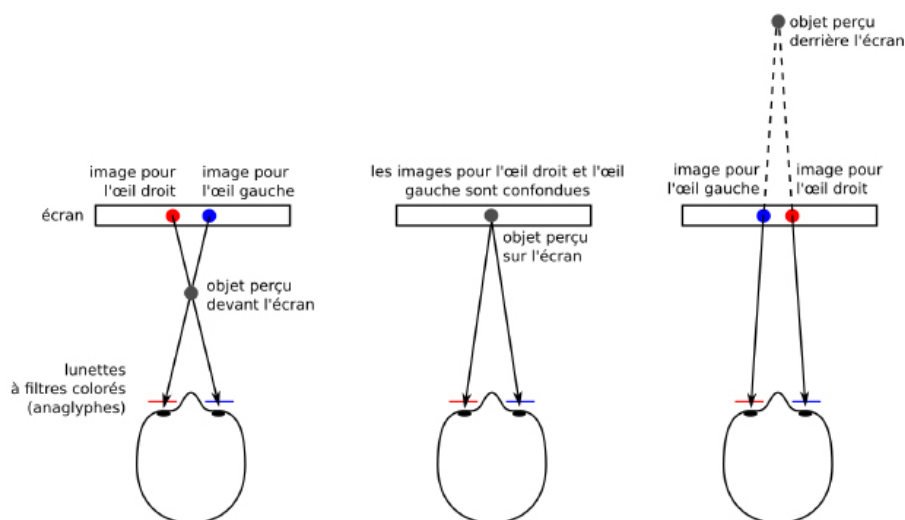 objet perçu
derrière l'écran
image pour
l'œil droit
image pour
l'œil gauche
les images pour l'œil droit et l'œil
gauche sont confondues
image pour
l'œil gauche
image pour
l'œil droit
écran
objet perçu
sur l'écran
objet perçu
devant l'écran
lunettes
à filtres colorés
(anaglyphes)